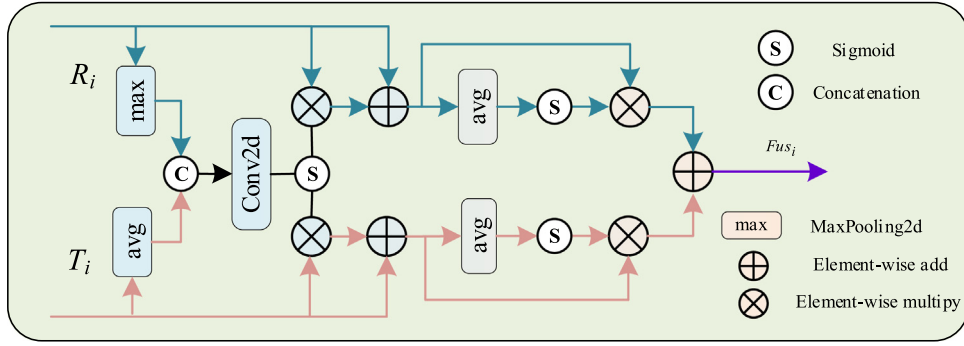 R_i
max
C
Conv2d
S
avg
S
Fus_i
T_i
avg
avg
S
S
Sigmoid
C
Concatenation
max
MaxPooling2d
Element-wise add
Element-wise multipy